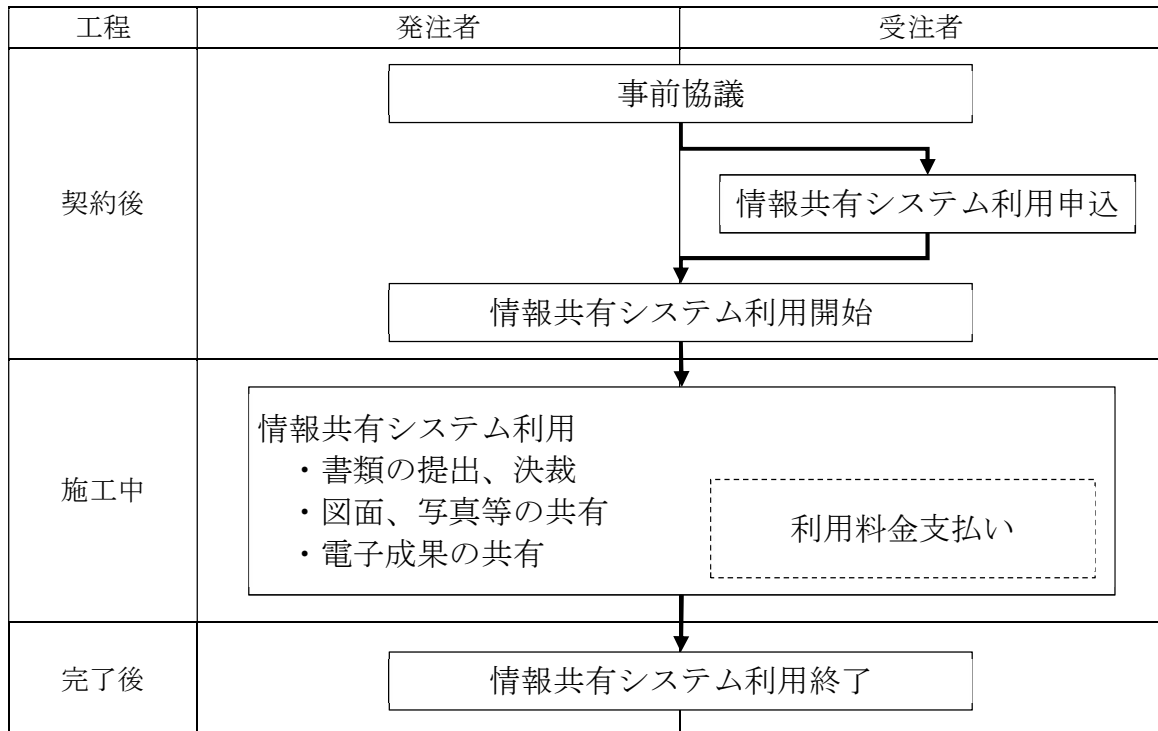 工程
発注者
受注者
契約後
事前協議
情報共有システム利用申込
情報共有システム利用開始
施工中
情報共有システム利用
・書類の提出、決裁
・図面、写真等の共有
・電子成果の共有
利用料金支払い
完了後
情報共有システム利用終了